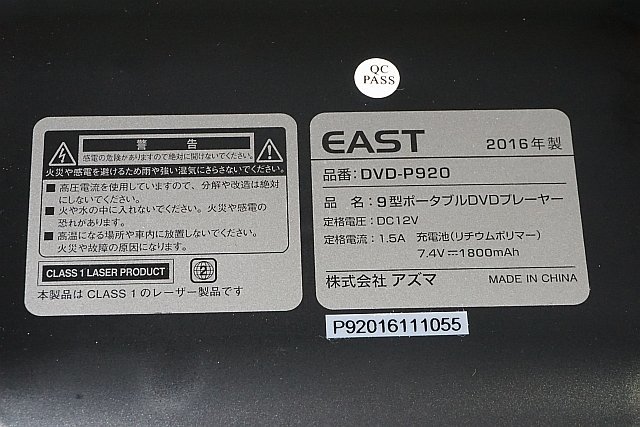 QC
PASS
警 告
感電の危険がありますので絶対に開けないでください。
火災や感電を避けるため雨や強い湿気にさらさないでください。
■ 高圧電流を使用していますので、分解や改造は絶対
にしないでください。
■ 火や水の中に入れないでください。火災や感電の
恐れがあります。
■ 高温になる場所や車内に放置しないでください。
火災や故障の原因になります。
CLASS 1 LASER PRODUCT
2
本製品は CLASS 1 のレーザー製品です
EAST 2016年製
品番: DVD-P920
品 名: 9型ポータブルDVDプレーヤー
定格電圧: DC12V
定格電流: 1.5A 充電池(リチウムポリマー)
7.4V⎓1800mAh
株式会社 アズマ MADE IN CHINA
P92016111055